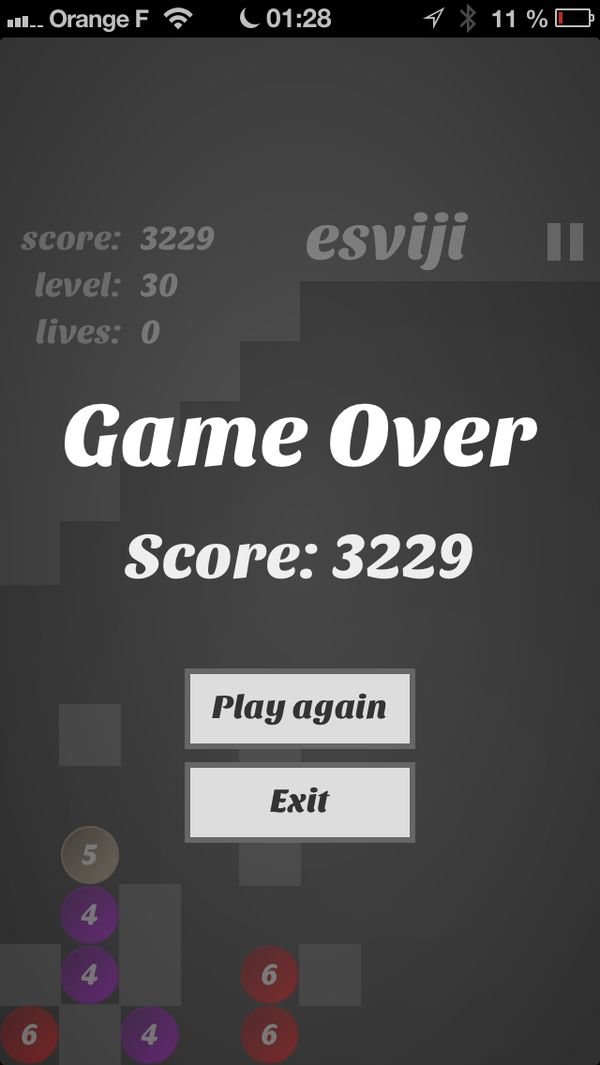 Orange F 01:28 11 %
esviji
score: 3229
level: 30
lives: 0
Game Over
Score: 3229
Play again
Exit
5
4
4 6
6 4 6